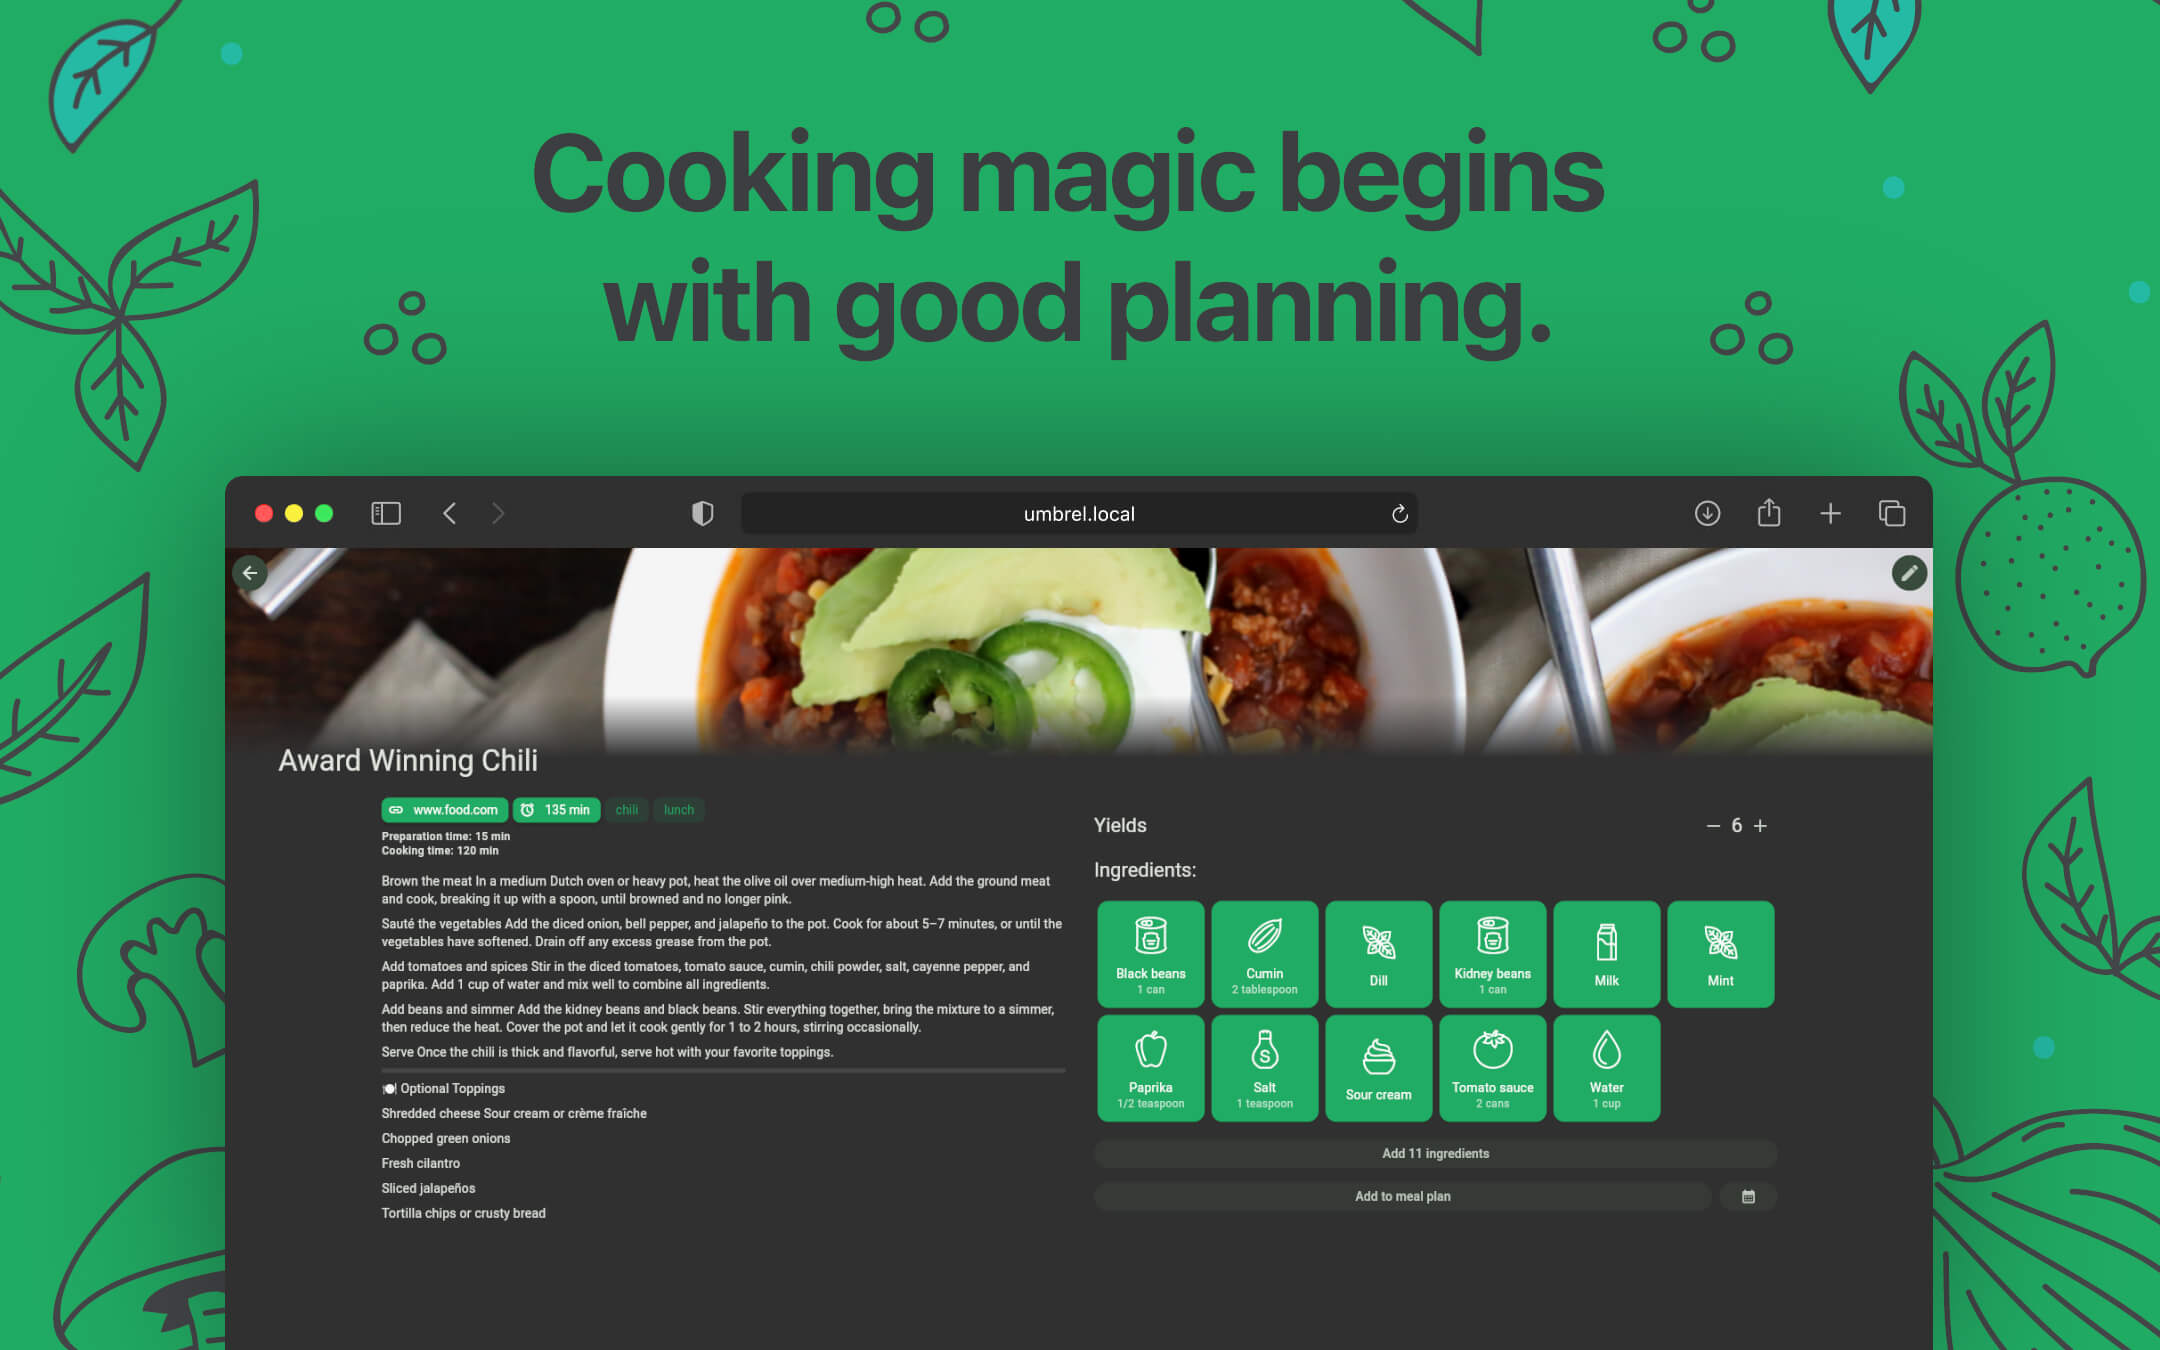 Cooking magic begins
with good planning.
umbrel.local
Award Winning Chili
www.food.com 135 min chili lunch
Preparation time: 15 min
Cooking time: 120 min
Brown the meat In a medium Dutch oven or heavy pot, heat the olive oil over medium-high heat. Add the ground meat
and cook, breaking it up with a spoon, until browned and no longer pink.
Sauté the vegetables Add the diced onion, bell pepper, and jalapeño to the pot. Cook for about 5–7 minutes, or until the
vegetables have softened. Drain off any excess grease from the pot.
Add tomatoes and spices Stir in the diced tomatoes, tomato sauce, cumin, chili powder, salt, cayenne pepper, and
paprika. Add 1 cup of water and mix well to combine all ingredients.
Add beans and simmer Add the kidney beans and black beans. Stir everything together, bring the mixture to a simmer,
then reduce the heat. Cover the pot and let it cook gently for 1 to 2 hours, stirring occasionally.
Serve Once the chili is thick and flavorful, serve hot with your favorite toppings.
🍽️ Optional Toppings
Shredded cheese Sour cream or crème fraîche
Chopped green onions
Fresh cilantro
Sliced jalapeños
Tortilla chips or crusty bread
Yields − 6 +
Ingredients:
Black beans
1 can
Cumin
2 tablespoon
Dill
Kidney beans
1 can
Milk
Mint
Paprika
1/2 teaspoon
S
Salt
1 teaspoon
Sour cream
Tomato sauce
2 cans
Water
1 cup
Add 11 ingredients
Add to meal plan